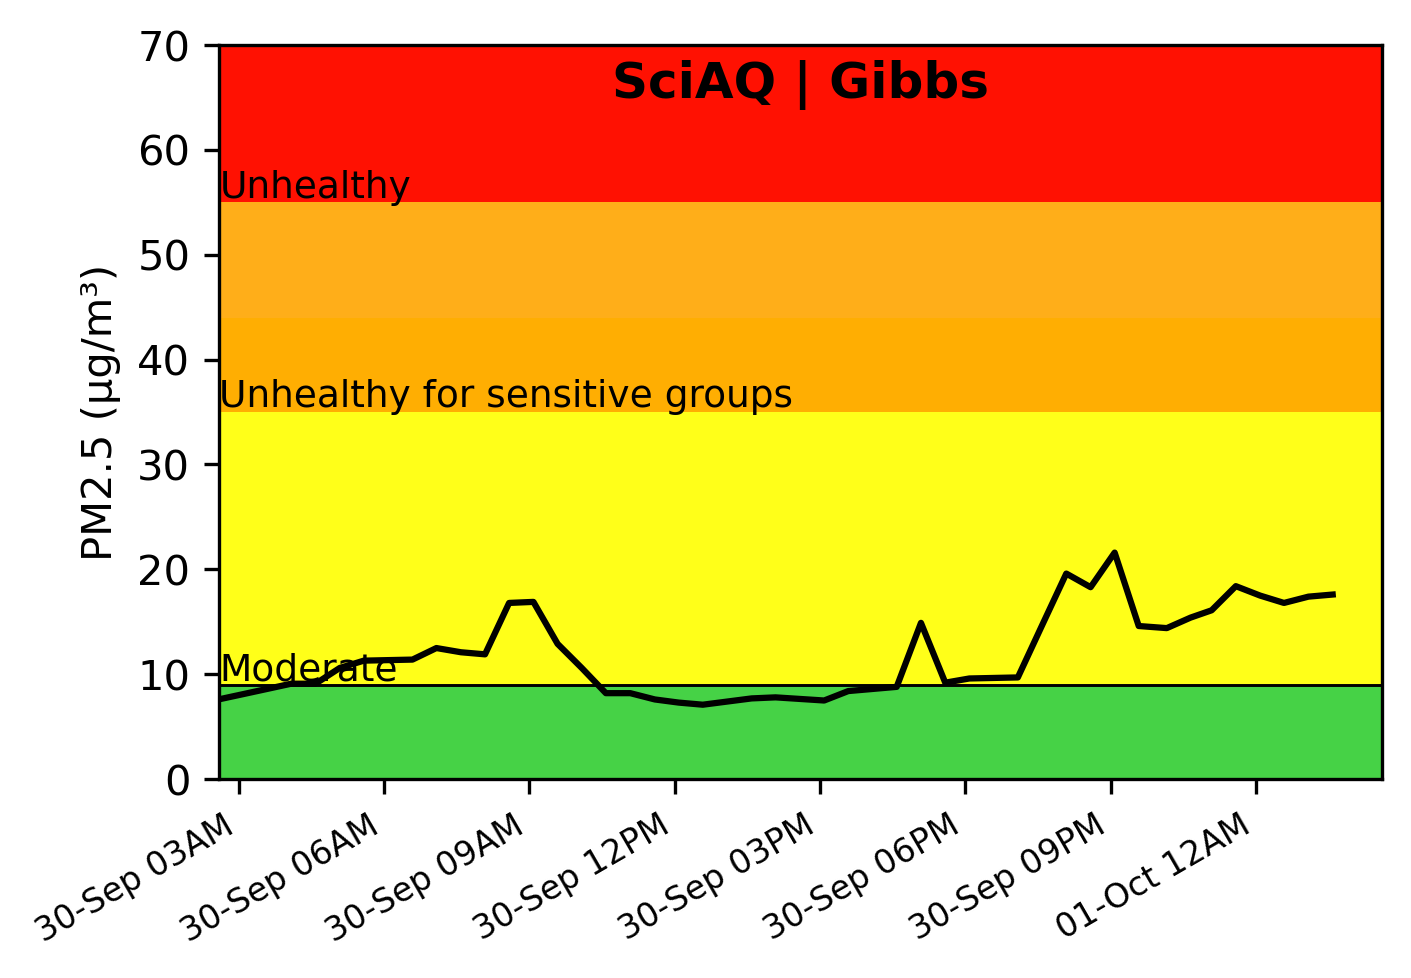 SciAQ | Gibbs
PM2.5 (µg/m³)
70
60
50
40
30
20
10
0
Unhealthy
Unhealthy for sensitive groups
Moderate
30-Sep 03AM
30-Sep 06AM
30-Sep 09AM
30-Sep 12PM
30-Sep 03PM
30-Sep 06PM
30-Sep 09PM
01-Oct 12AM